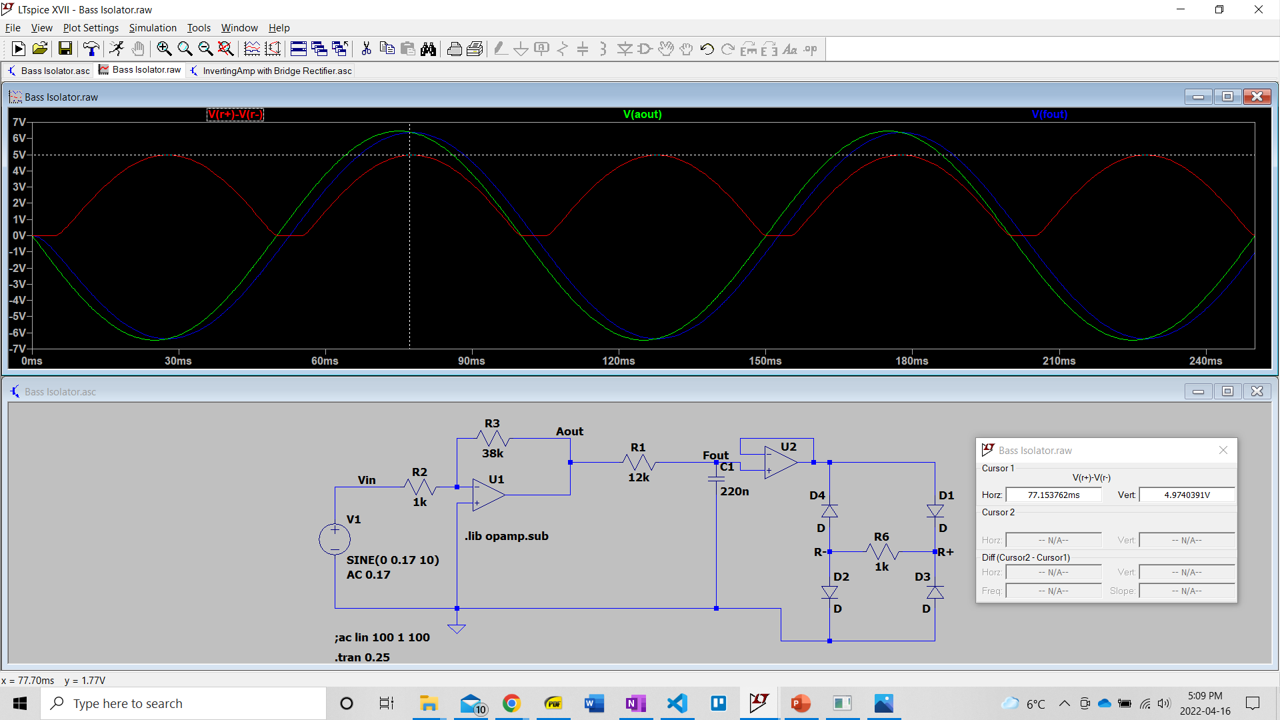 LTspice XVII - Bass Isolator.raw
File View Plot Settings Simulation Tools Window Help
Bass Isolator.asc Bass Isolator.raw InvertingAmp with Bridge Rectifier.asc
Bass Isolator.raw
V(r+)-V(r-) V(aout) V(fout)
7V
6V
5V
4V
3V
2V
1V
0V
-1V
-2V
-3V
-4V
-5V
-6V
-7V
0ms 30ms 60ms 90ms 120ms 150ms 180ms 210ms 240ms
Bass Isolator.asc
R3
38k
Aout
R2
1k
Vin
U1
R1
12k
Fout
C1
220n
U2
V1
SINE(0 0.17 10)
AC 0.17
.lib opamp.sub
D4
D
D1
D
R-
R6
1k
R+
D2
D
D3
D
;ac lin 100 1 100
.tran 0.25
Bass Isolator.raw
Cursor 1
V(r+)-V(r-)
Horz: 77.153762ms Vert: 4.9740391V
Cursor 2
Horz: -- N/A-- Vert: -- N/A--
Diff (Cursor2 - Cursor1)
Horz: -- N/A-- Vert: -- N/A--
Freq: -- N/A-- Slope: -- N/A--
x = 77.70ms y = 1.77V
Type here to search
10
6°C
5:09 PM
2022-04-16